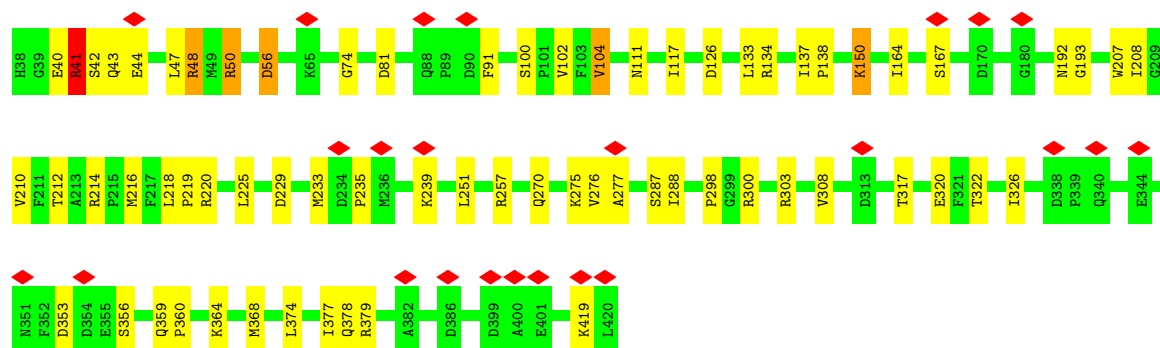 H38 G39 E40 R41 S42 Q43 E44 L47 R48 M49 R50 D56 K65 G74 D81 Q88 P89 D90 F91 S100 P101 V102 F103 V104 N111 I117 D126 L133 R134 I137 P138 K150 I164 S167 D170 G180 N192 G193 W207 I208 G209
V210 F211 T212 A213 R214 P215 M216 F217 L218 P219 R220 L225 D229 M233 D234 P235 M236 K239 L251 R257 Q270 K275 V276 A277 S287 I288 P298 G299 R300 R303 V308 D313 T317 E320 F321 T322 I326 D338 P339 Q340 E344
N351 F352 D353 D354 E355 S356 Q359 P360 K364 M368 L374 I377 Q378 R379 A382 D386 D399 A400 E401 K419 L420